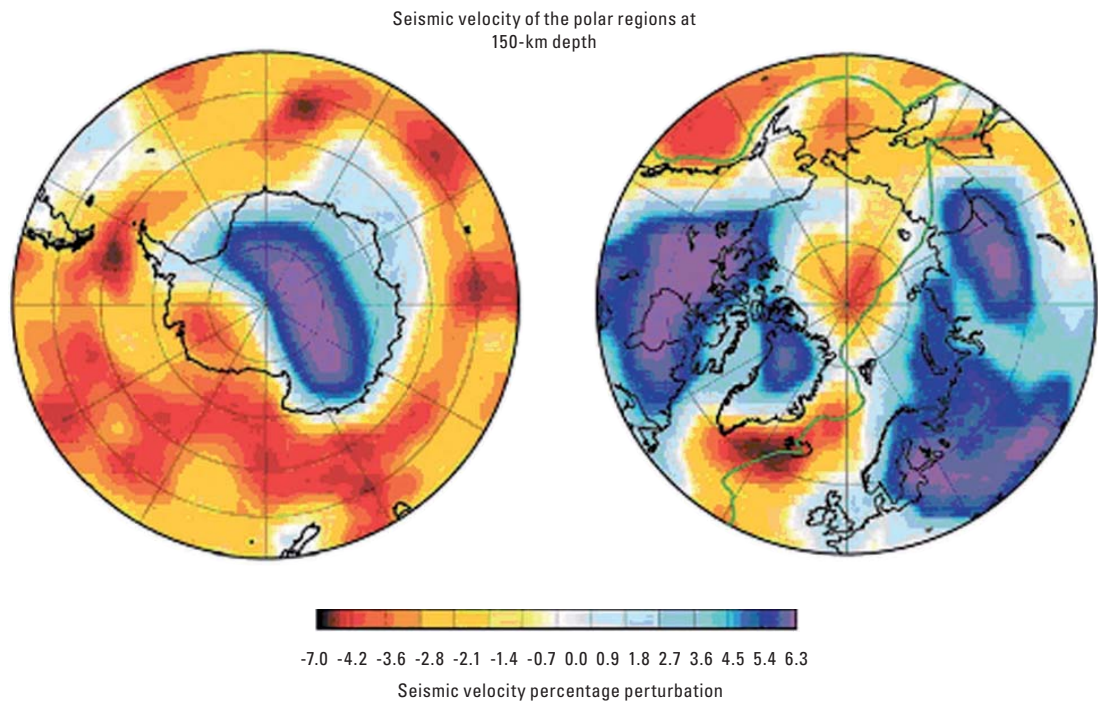 Seismic velocity of the polar regions at
150-km depth
-7.0 -4.2 -3.6 -2.8 -2.1 -1.4 -0.7 0.0 0.9 1.8 2.7 3.6 4.5 5.4 6.3
Seismic velocity percentage perturbation